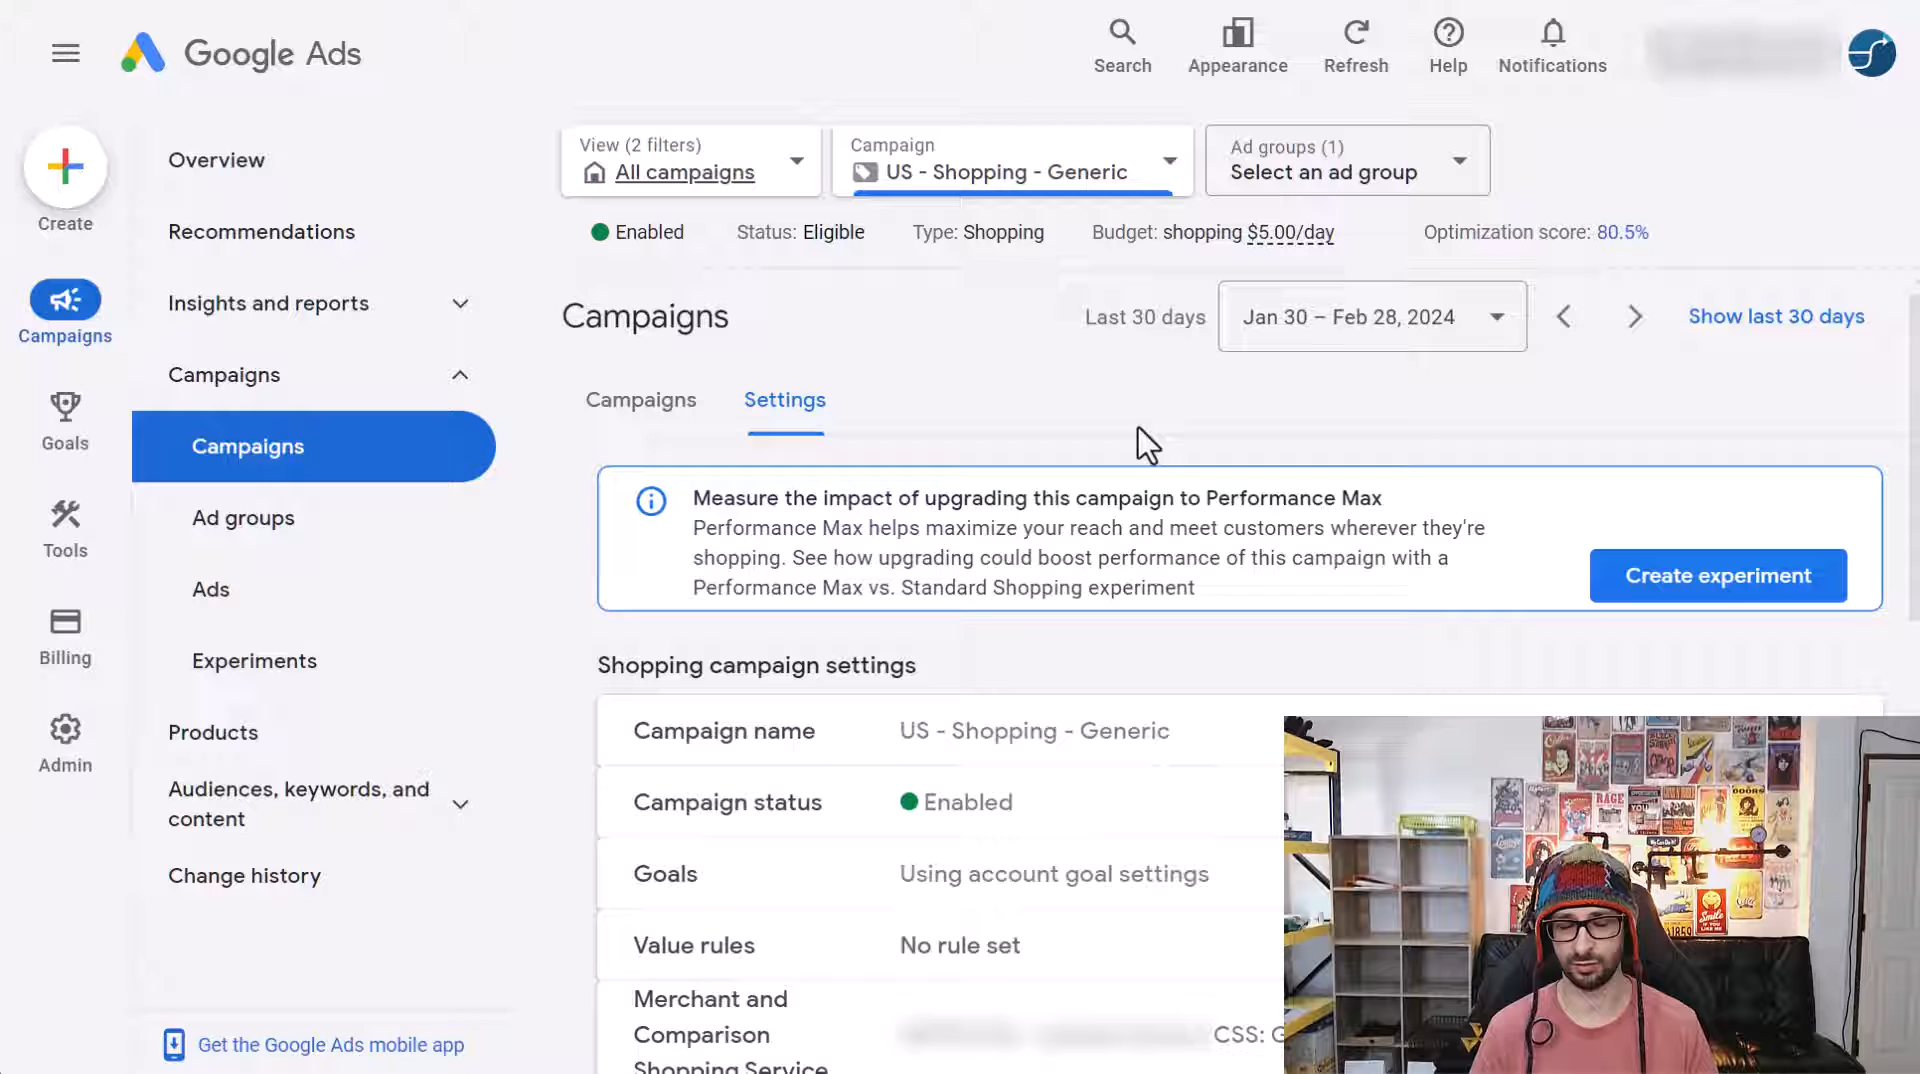 Google Ads
Search
Appearance
Refresh
Help
Notifications
Create
Campaigns
Goals
Tools
Billing
Admin
Overview
Recommendations
Insights and reports
Campaigns
Campaigns
Ad groups
Ads
Experiments
Products
Audiences, keywords, and
content
Change history
Get the Google Ads mobile app
View (2 filters)
All campaigns
Campaign
US - Shopping - Generic
Ad groups (1)
Select an ad group
Enabled
Status: Eligible
Type: Shopping
Budget: shopping $5.00/day
Optimization score: 80.5%
Campaigns
Last 30 days
Jan 30 – Feb 28, 2024
Show last 30 days
Campaigns
Settings
Measure the impact of upgrading this campaign to Performance Max
Performance Max helps maximize your reach and meet customers wherever they're
shopping. See how upgrading could boost performance of this campaign with a
Performance Max vs. Standard Shopping experiment
Create experiment
Shopping campaign settings
Campaign name
US - Shopping - Generic
Campaign status
Enabled
Goals
Using account goal settings
Value rules
No rule set
Merchant and
Comparison
Shopping Service
CSS: G
RAGE
DOORS
Smile